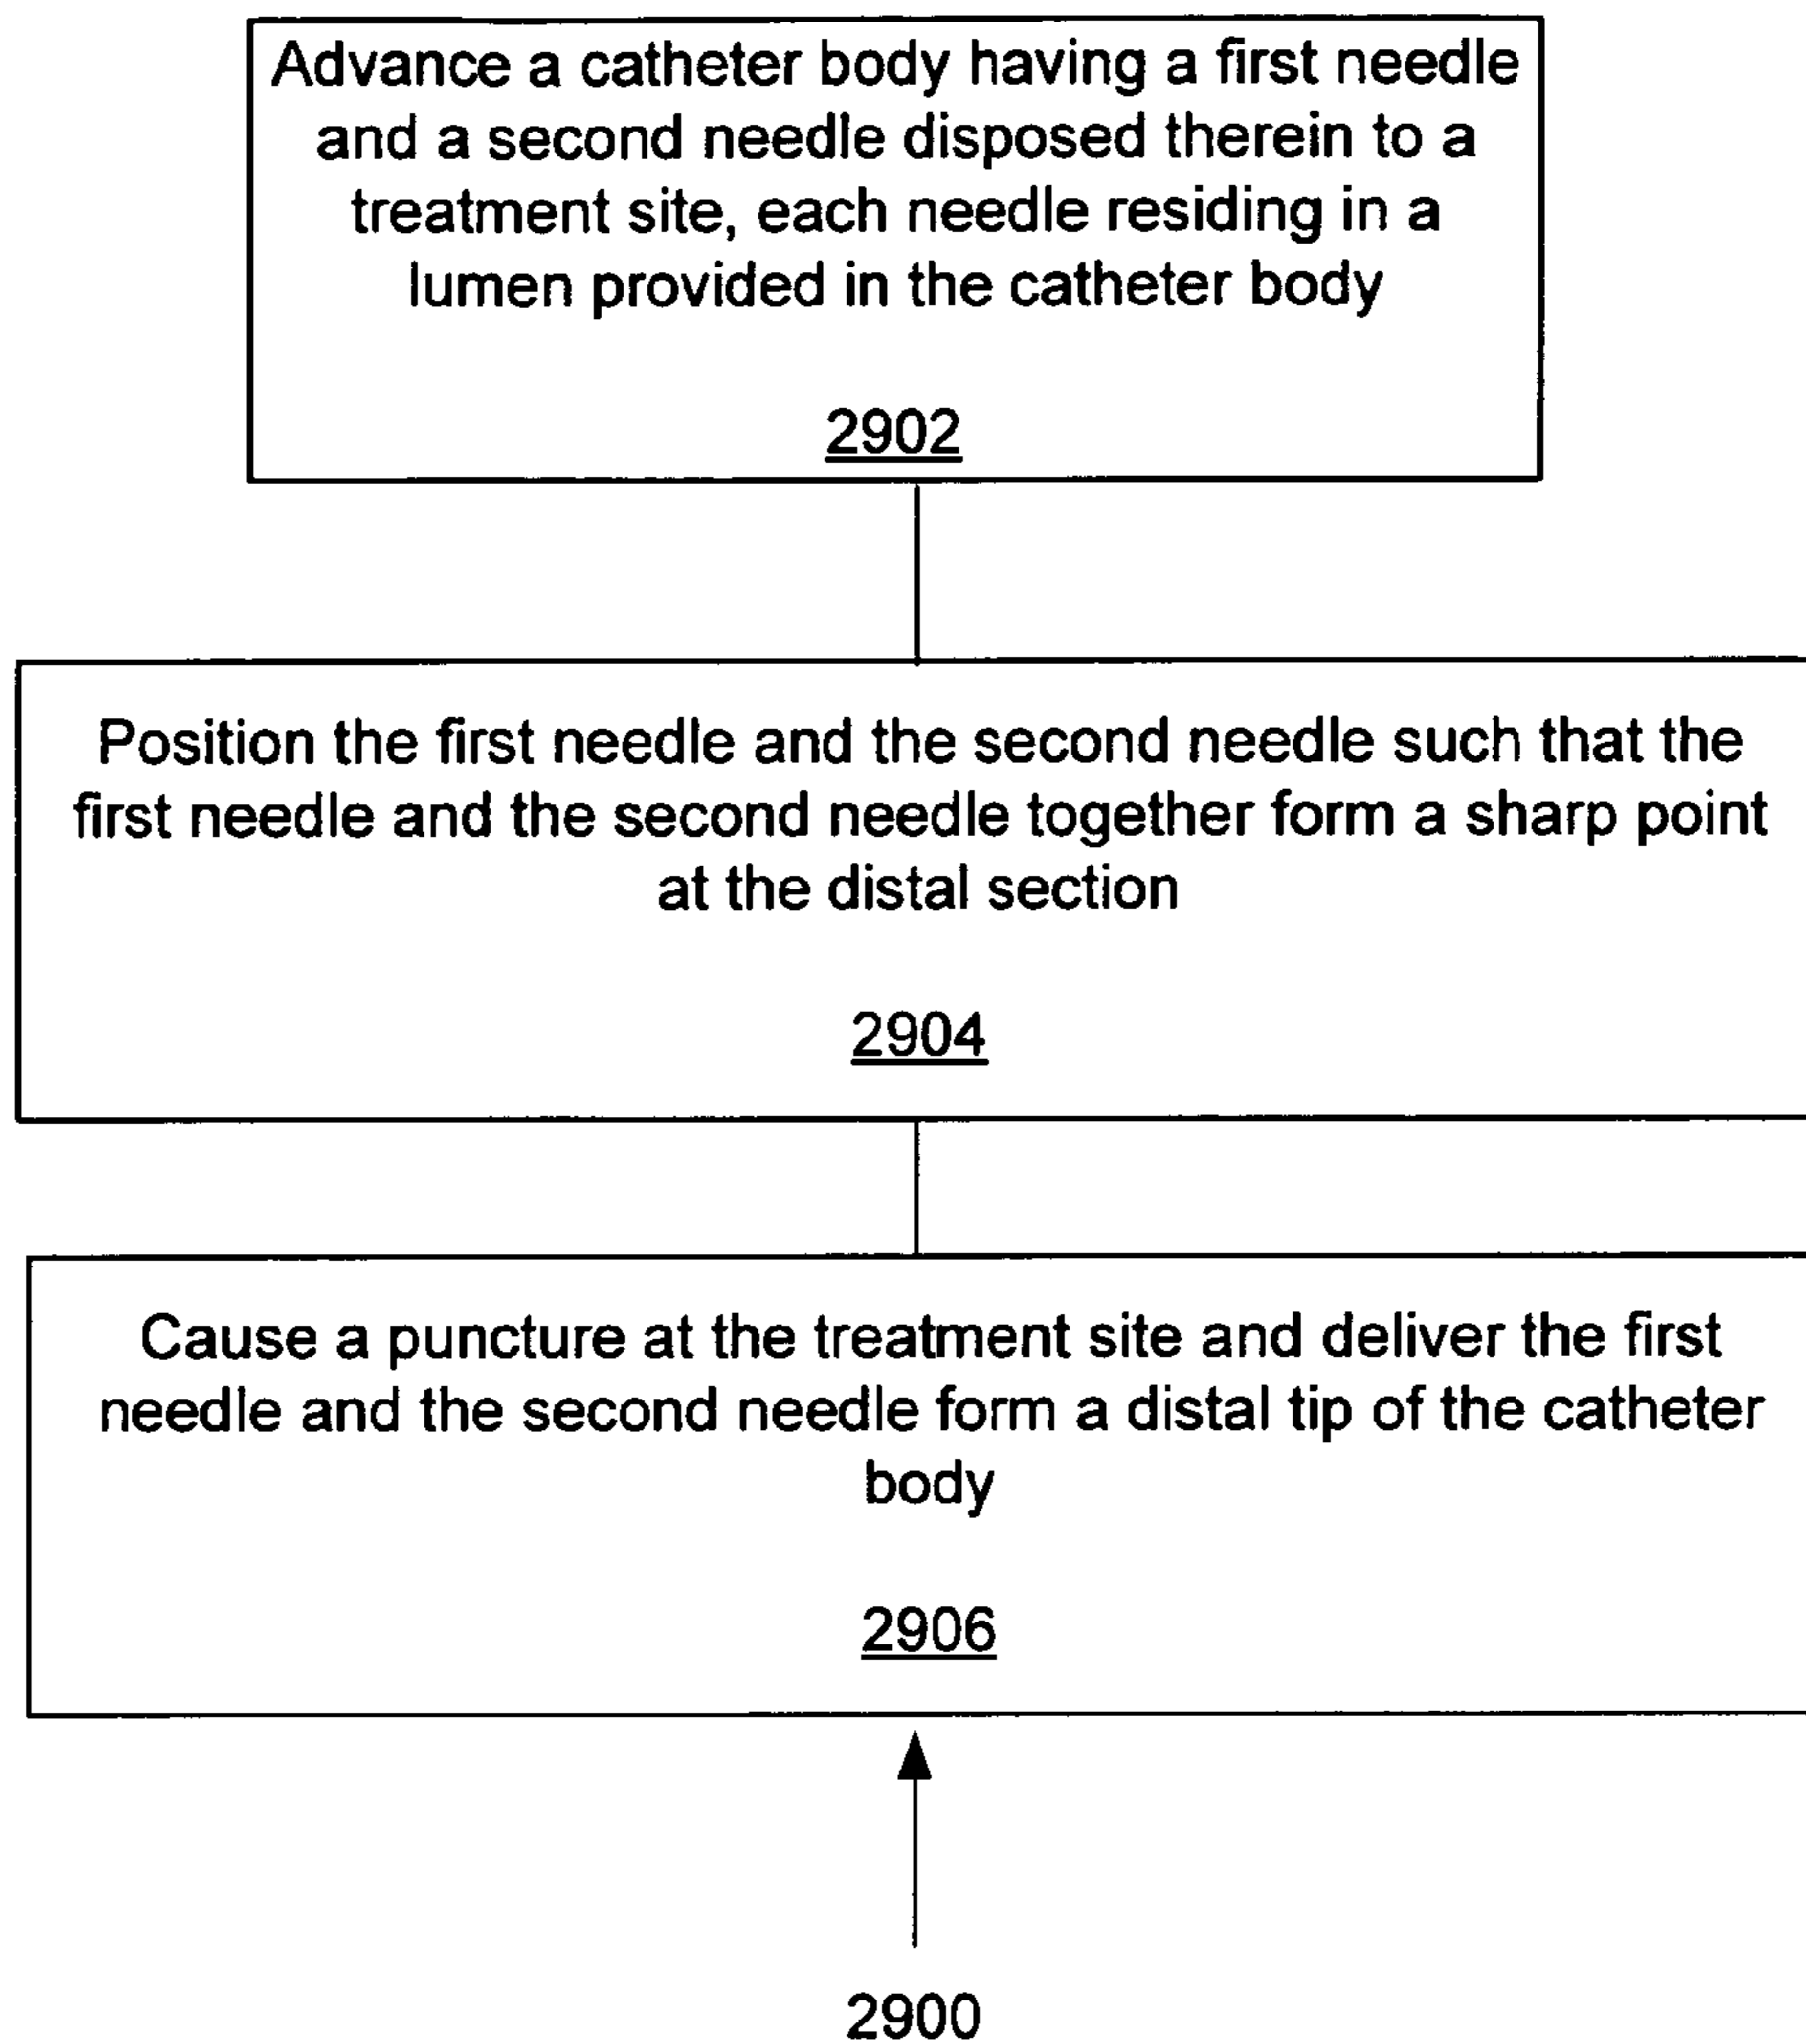 Advance a catheter body having a first needle
and a second needle disposed therein to a
treatment site, each needle residing in a
lumen provided in the catheter body
2902
Position the first needle and the second needle such that the
first needle and the second needle together form a sharp point
at the distal section
2904
Cause a puncture at the treatment site and deliver the first
needle and the second needle form a distal tip of the catheter
body
2906
2900